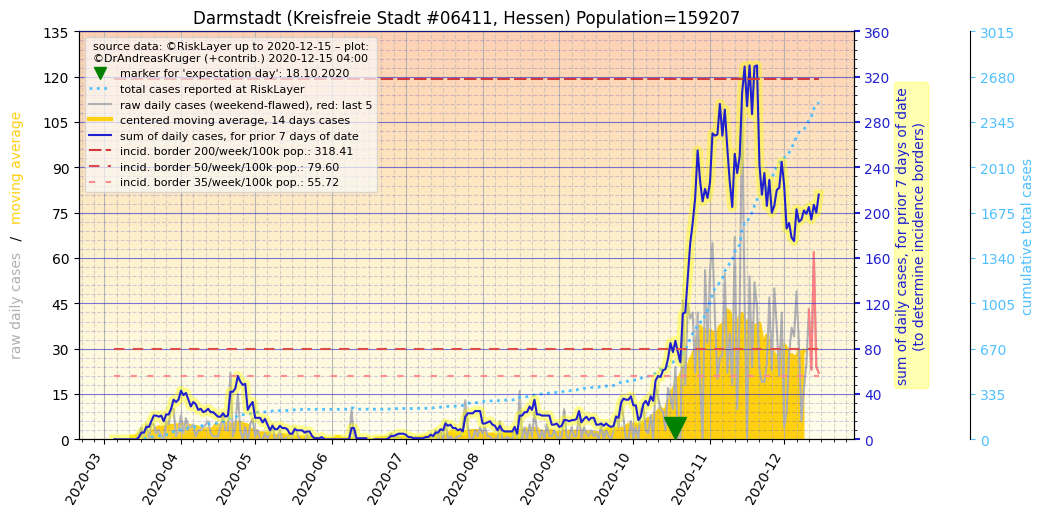 Darmstadt (Kreisfreie Stadt #06411, Hessen) Population=159207
source data: ©RiskLayer up to 2020-12-15 – plot:
©DrAndreasKruger (+contrib.) 2020-12-15 04:00
marker for 'expectation day': 18.10.2020
total cases reported at RiskLayer
raw daily cases (weekend-flawed), red: last 5
centered moving average, 14 days cases
sum of daily cases, for prior 7 days of date
incid. border 200/week/100k pop.: 318.41
incid. border 50/week/100k pop.: 79.60
incid. border 35/week/100k pop.: 55.72
raw daily cases / moving average
135
120
105
90
75
60
45
30
15
0
2020-03
2020-04
2020-05
2020-06
2020-07
2020-08
2020-09
2020-10
2020-11
2020-12
360
320
280
240
200
160
120
80
40
0
sum of daily cases, for prior 7 days of date
(to determine incidence borders)
3015
2680
2345
2010
1675
1340
1005
670
335
0
cumulative total cases